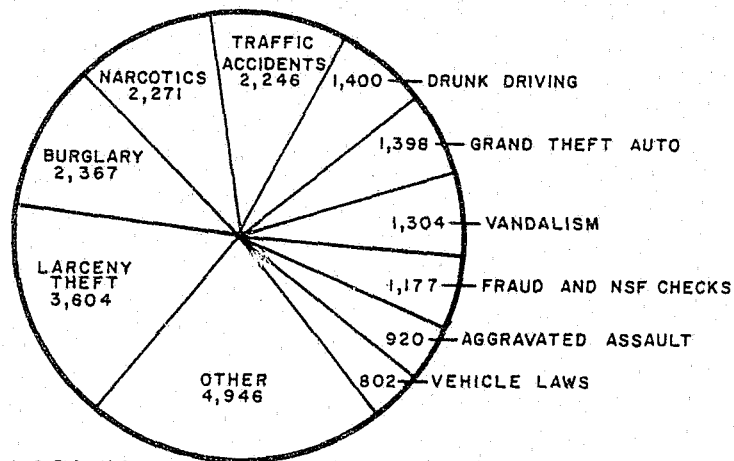 TRAFFIC
ACCIDENTS
2,246
NARCOTICS
2,271
BURGLARY
2,367
LARCENY
THEFT
3,604
OTHER
4,946
1,400 DRUNK DRIVING
1,398 GRAND THEFT AUTO
1,304 VANDALISM
1,177 FRAUD AND NSF CHECKS
920 AGGRAVATED ASSAULT
802 VEHICLE LAWS